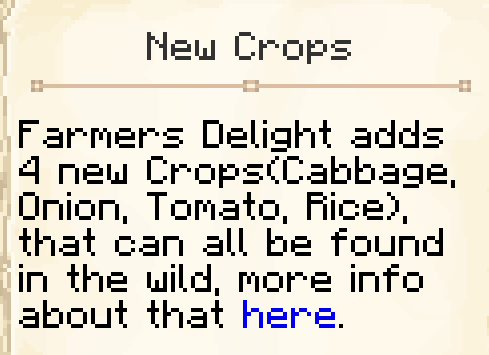 New Crops
Farmers Delight adds
4 new Crops(Cabbage,
Onion, Tomato, Rice),
that can all be found
in the wild, more info
about that here.